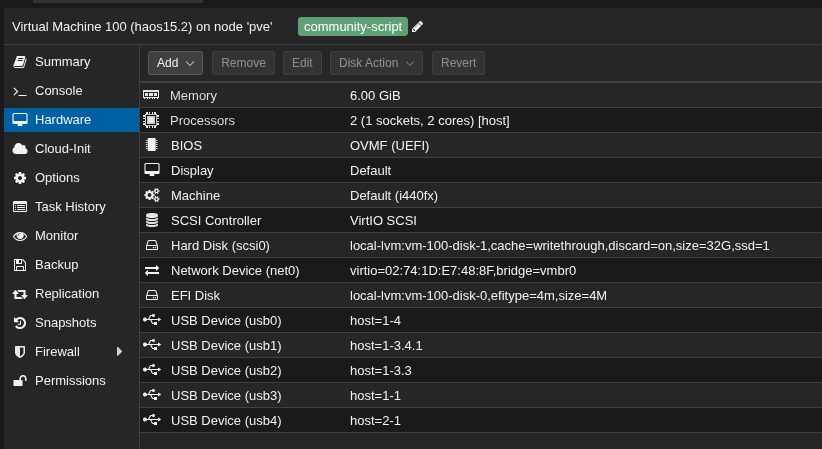 Virtual Machine 100 (haos15.2) on node 'pve' community-script
Summary
Console
Hardware
Cloud-Init
Options
Task History
Monitor
Backup
Replication
Snapshots
Firewall
Permissions
Add Remove Edit Disk Action Revert
Memory 6.00 GiB
Processors 2 (1 sockets, 2 cores) [host]
BIOS OVMF (UEFI)
Display Default
Machine Default (i440fx)
SCSI Controller VirtIO SCSI
Hard Disk (scsi0) local-lvm:vm-100-disk-1,cache=writethrough,discard=on,size=32G,ssd=1
Network Device (net0) virtio=02:74:1D:E7:48:8F,bridge=vmbr0
EFI Disk local-lvm:vm-100-disk-0,efitype=4m,size=4M
USB Device (usb0) host=1-4
USB Device (usb1) host=1-3.4.1
USB Device (usb2) host=1-3.3
USB Device (usb3) host=1-1
USB Device (usb4) host=2-1